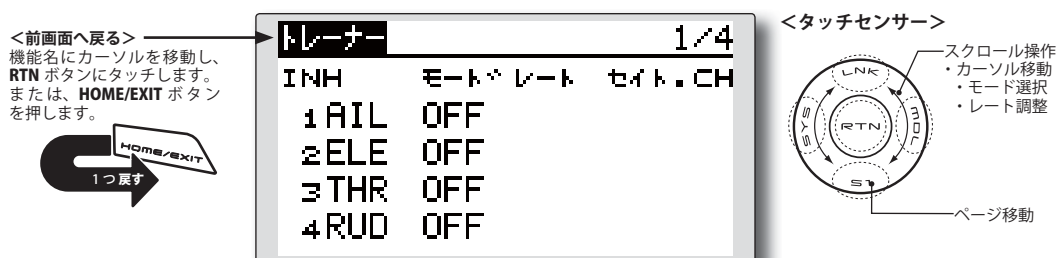 ＜前画面へ戻る＞
機能名にカーソルを移動し、
RTN ボタンにタッチします。
または、HOME/EXIT ボタン
を押します。
HOME/EXIT
1つ戻す
トレーナー 1/4
INH モード レート セイト.CH
1 AIL OFF
2 ELE OFF
3 THR OFF
4 RUD OFF
＜タッチセンサー＞
LNK
SYS
RTN
MDL
S1
スクロール操作
・カーソル移動
・モード選択
・レート調整
ページ移動